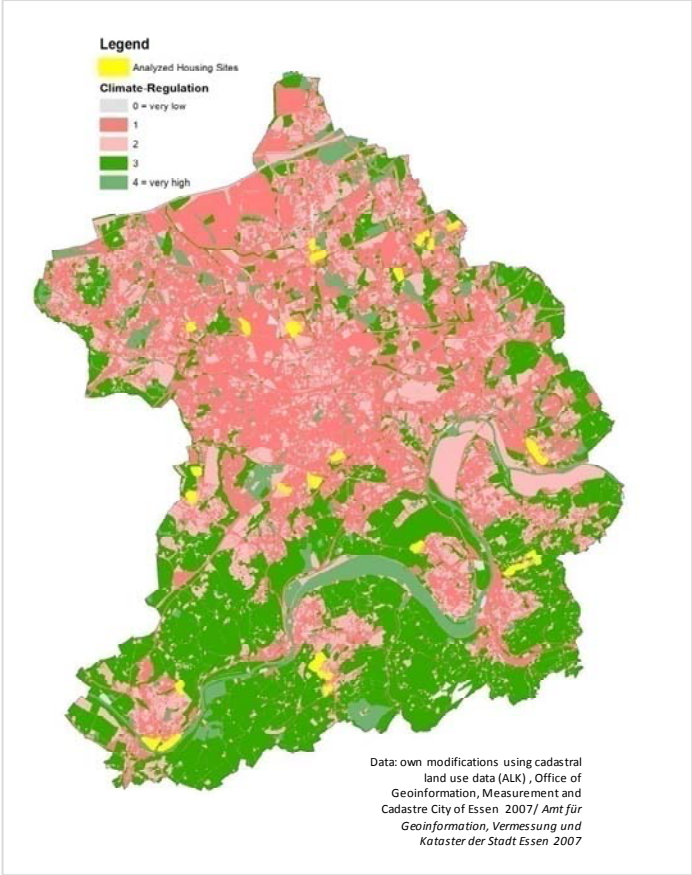 Legend
Analyzed Housing Sites
Climate-Regulation
0 = very low
1
2
3
4 = very high
Data: own modifications using cadastral
land use data (ALK) , Office of
Geoinformation, Measurement and
Cadastre City of Essen 2007/ Amt für
Geoinformation, Vermessung und
Kataster der Stadt Essen 2007